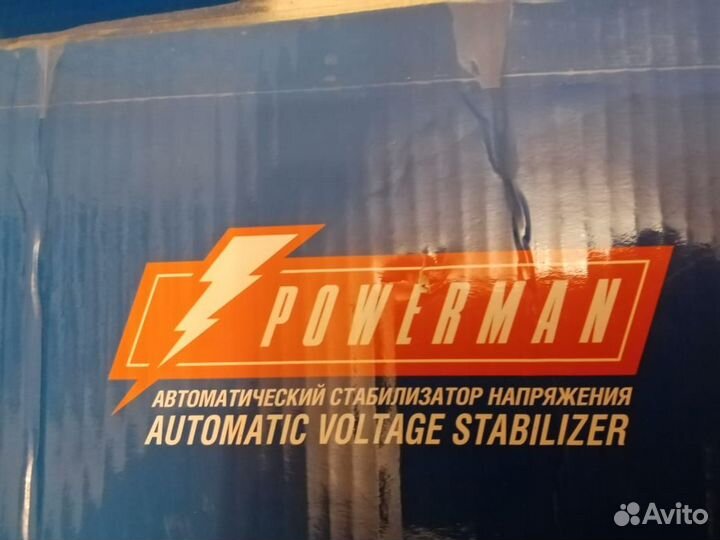 POWERMAN
АВТОМАТИЧЕСКИЙ СТАБИЛИЗАТОР НАПРЯЖЕНИЯ
AUTOMATIC VOLTAGE STABILIZER
Avito